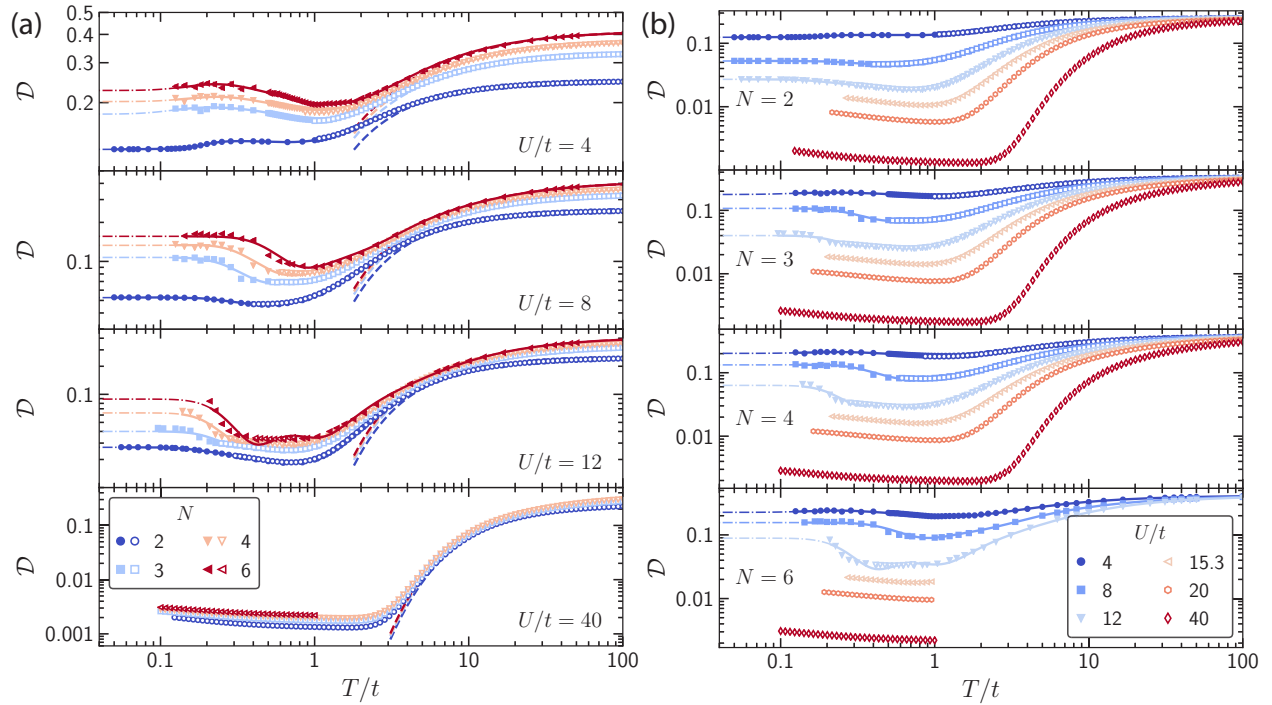 (a)
0.5
0.4
0.3
0.2
D
U/t = 4
0.1
D
U/t = 8
0.1
D
U/t = 12
0.1
0.01
0.001
D
N
2
3
4
6
U/t = 40
0.1
1
10
100
T/t
(b)
0.1
0.01
D
N = 2
0.1
0.01
D
N = 3
0.1
0.01
D
N = 4
0.1
0.01
D
N = 6
U/t
4
8
12
15.3
20
40
0.1
1
10
100
T/t